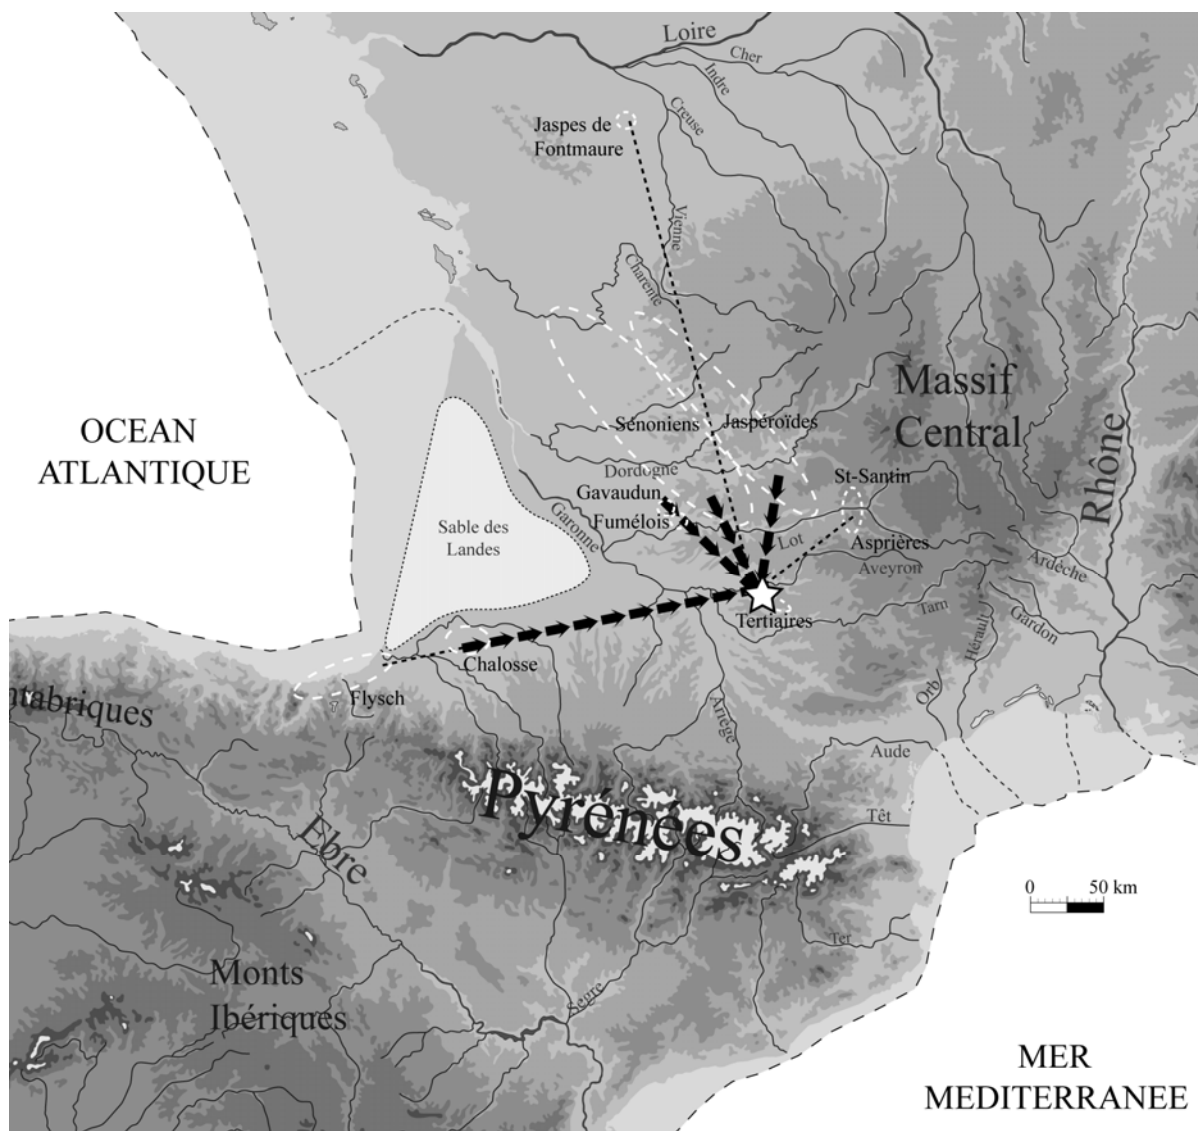 Loire
Cher
Indre
Creuse
Jaspes de
Fontmaure
Vienne
Charente
Massif
Central
OCEAN
ATLANTIQUE
Sénoniens
Jaspéroïdes
Rhône
Dordogne
St-Santin
Gavaudun
Fumélois
Garonne
Sable des
Landes
Lot
Asprières
Aveyron
Ardèche
Tarn
Gardon
Tertiaires
Hérault
Chalosse
Flysch
Orb
ntabriques
Ariège
Aude
Pyrénées
Têt
Ebre
0 50 km
Ter
Monts
Ibériques
Sègre
MER
MEDITERRANEE